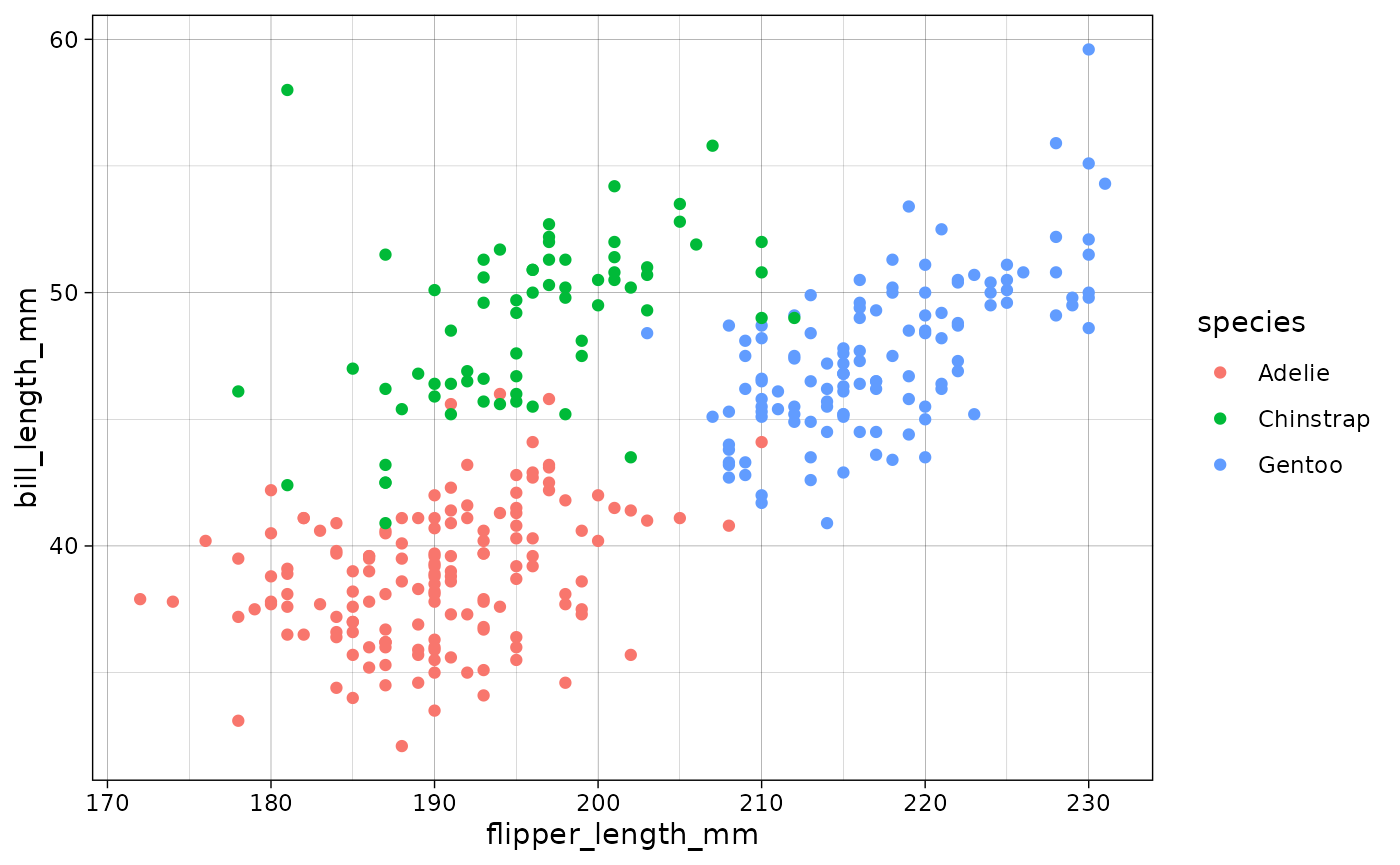 60
50
40
bill_length_mm
170 180 190 200 210 220 230
flipper_length_mm
species
Adelie
Chinstrap
Gentoo